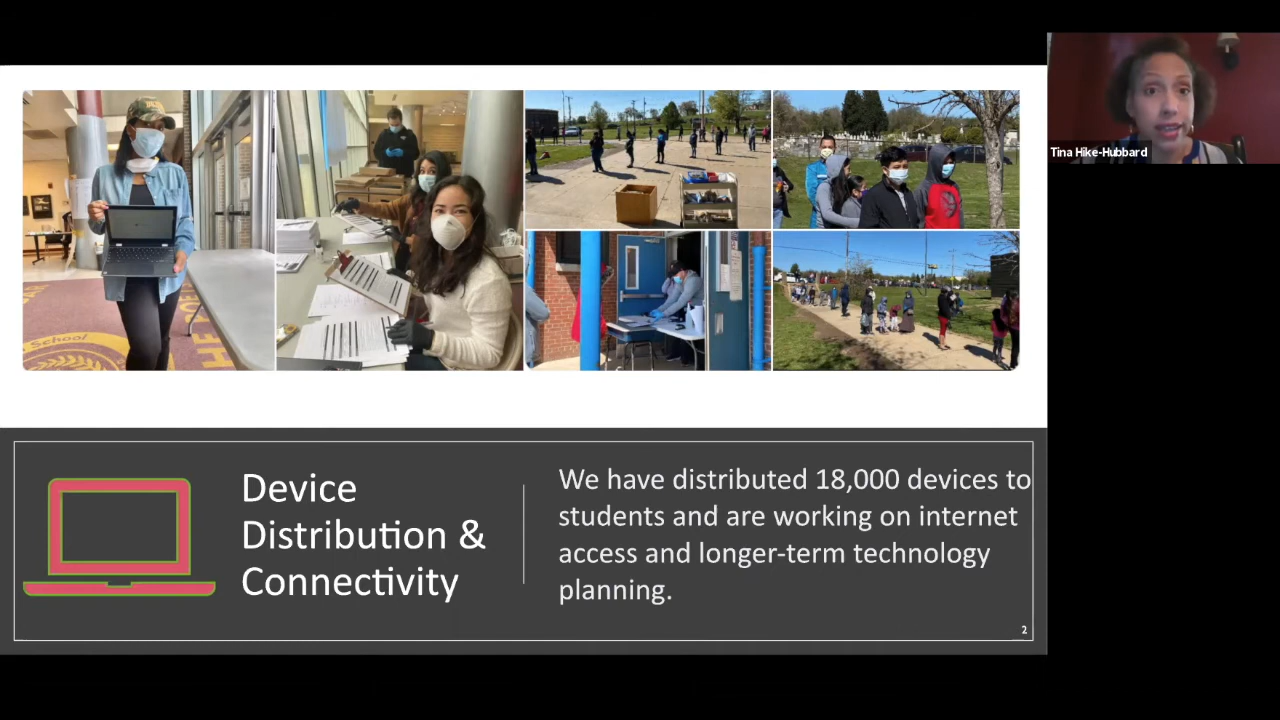 Tina Hike-Hubbard
School
Device
Distribution &
Connectivity
We have distributed 18,000 devices to
students and are working on internet
access and longer-term technology
planning.
2